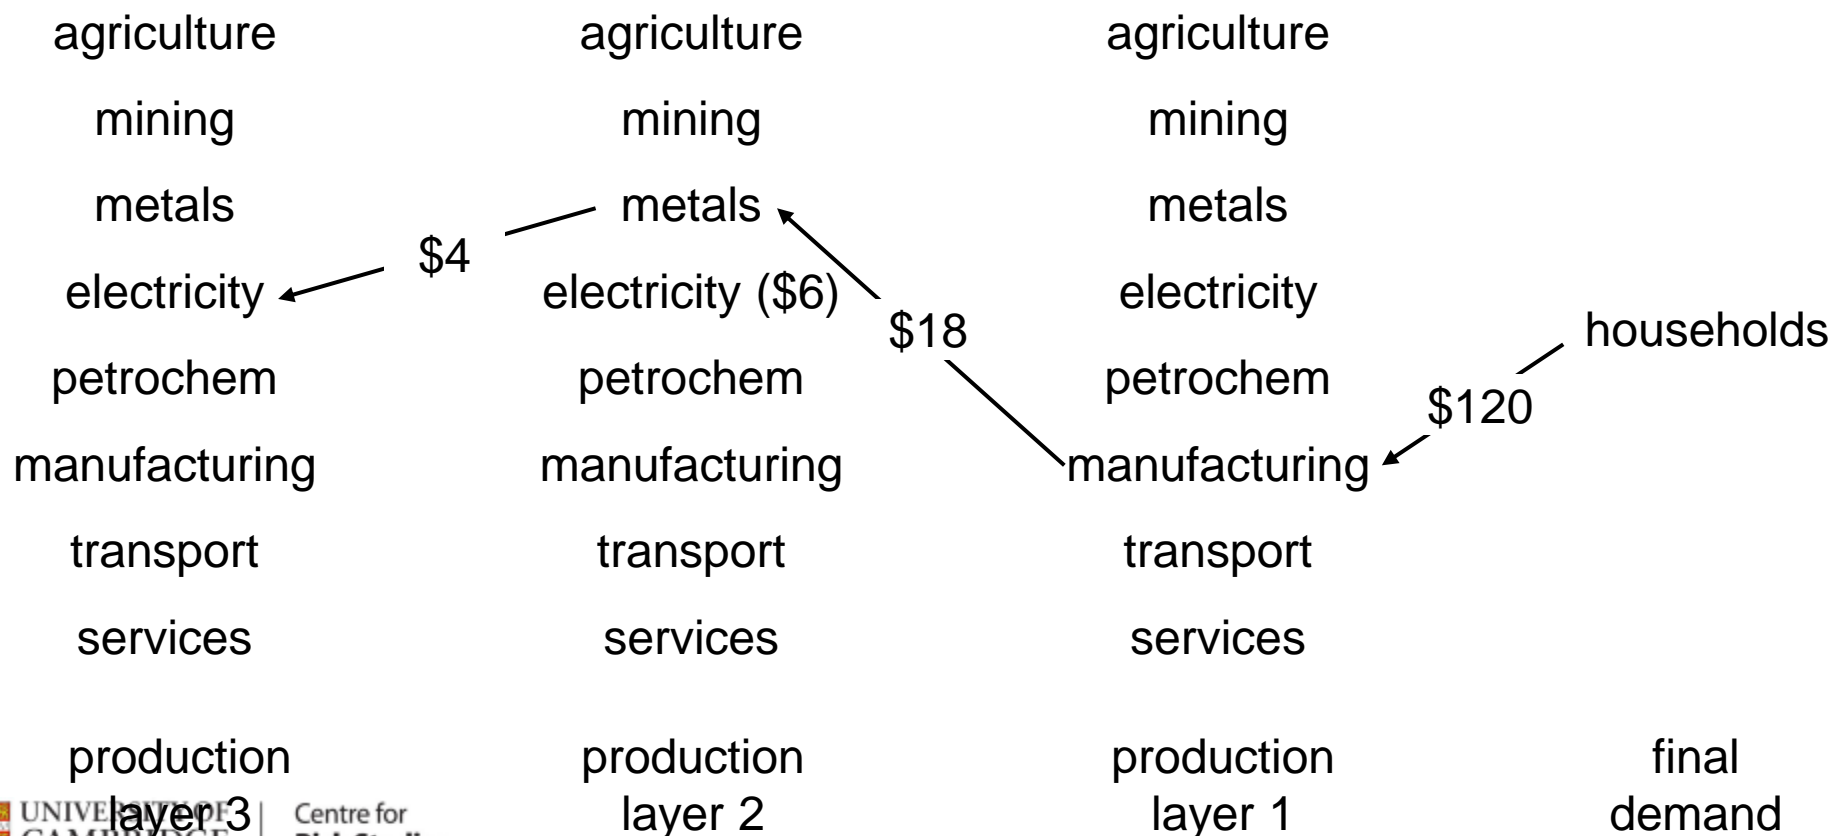 agriculture agriculture agriculture
mining mining mining
metals metals metals
$4
electricity electricity ($6) electricity
$18 households
petrochem petrochem petrochem
$120
manufacturing manufacturing manufacturing
transport transport transport
services services services
production production production final
layer 3 layer 2 layer 1 demand
UNIVERSITY OF Centre for